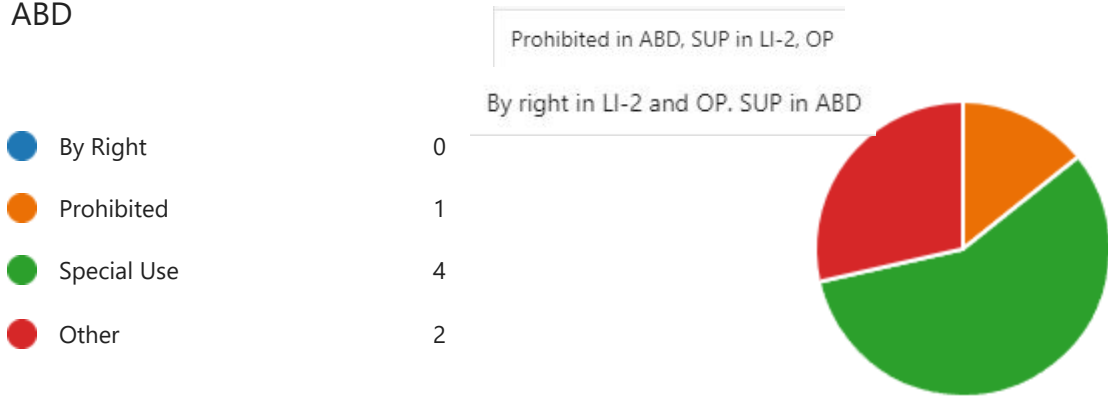 ABD
Prohibited in ABD, SUP in LI-2, OP
By right in LI-2 and OP. SUP in ABD
By Right 0
Prohibited 1
Special Use 4
Other 2